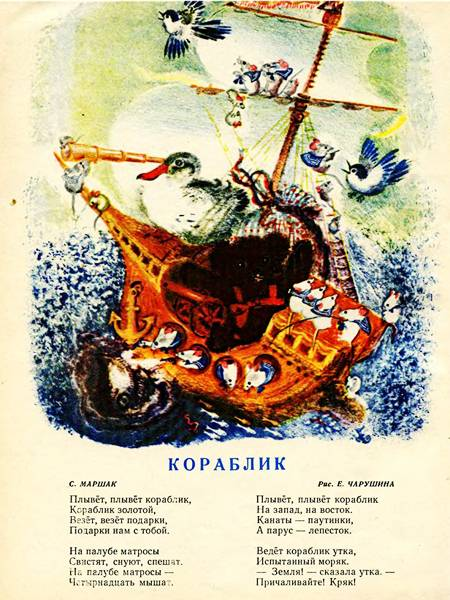 КОРАБЛИК
С. МАРШАК
Рис. Е. ЧАРУШИНА
Плывёт, плывёт кораблик,
Кораблик золотой,
Везёт, везёт подарки,
Подарки нам с тобой.
На палубе матросы
Свистят, снуют, спешат.
На палубе матросы —
Четырнадцать мышат.
Плывёт, плывёт кораблик
На запад, на восток.
Канаты — паутинки,
А парус — лепесток.
Ведёт кораблик утка,
Испытанный моряк.
— Земля! — сказала утка. —
Причаливайте! Кряк!